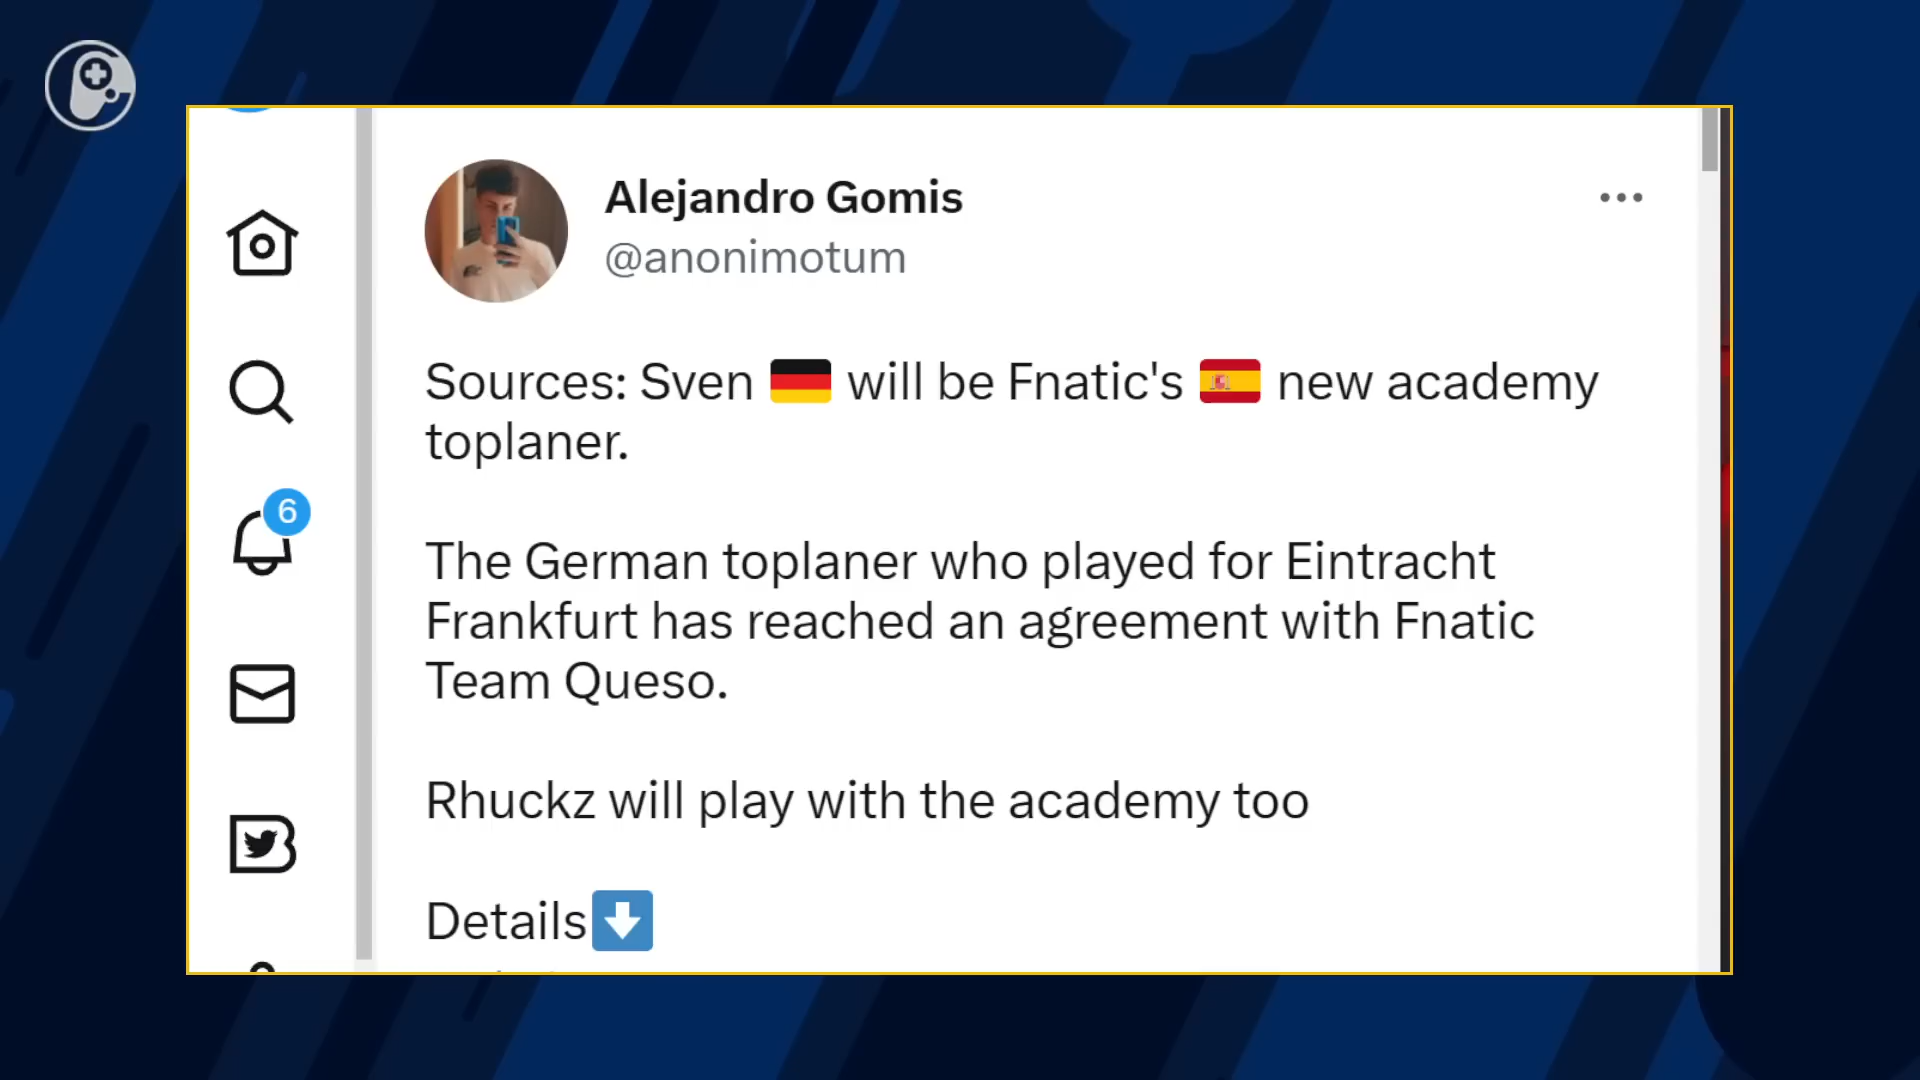 Alejandro Gomis
@anonimotum
Sources: Sven 🇩🇪 will be Fnatic's 🇪🇸 new academy
toplaner.
The German toplaner who played for Eintracht
Frankfurt has reached an agreement with Fnatic
Team Queso.
Rhuckz will play with the academy too
Details⬇️
6